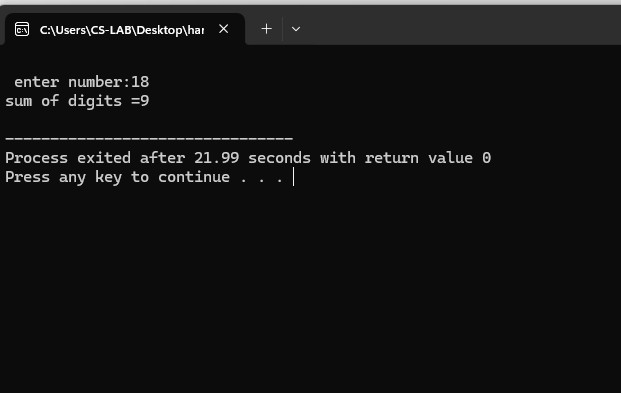 C:\Users\CS-LAB\Desktop\har
enter number:18
sum of digits =9
--------------------------------
Process exited after 21.99 seconds with return value 0
Press any key to continue . . .